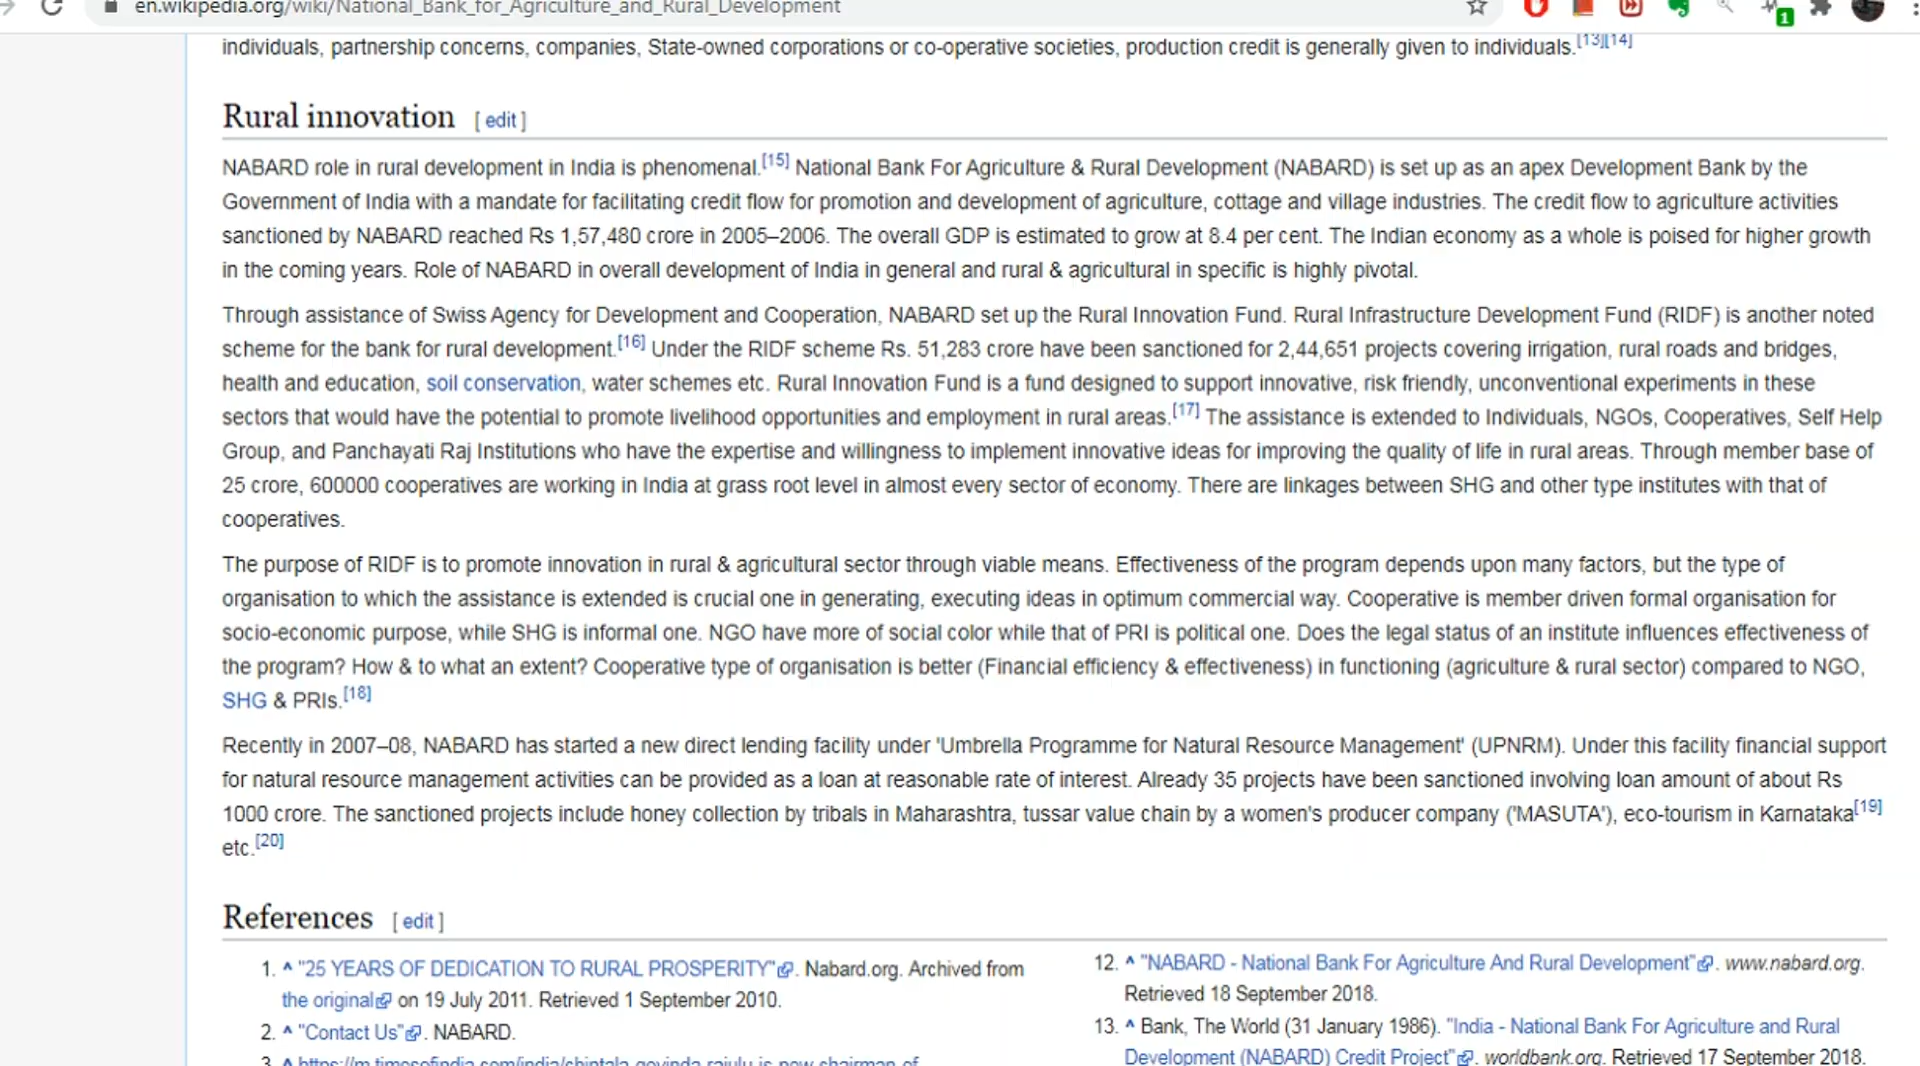 en.wikipedia.org/wiki/National_Bank_for_Agriculture_and_Rural_Development
1
individuals, partnership concerns, companies, State-owned corporations or co-operative societies, production credit is generally given to individuals.[13][14]
Rural innovation [ edit ]
NABARD role in rural development in India is phenomenal.[15] National Bank For Agriculture & Rural Development (NABARD) is set up as an apex Development Bank by the
Government of India with a mandate for facilitating credit flow for promotion and development of agriculture, cottage and village industries. The credit flow to agriculture activities
sanctioned by NABARD reached Rs 1,57,480 crore in 2005–2006. The overall GDP is estimated to grow at 8.4 per cent. The Indian economy as a whole is poised for higher growth
in the coming years. Role of NABARD in overall development of India in general and rural & agricultural in specific is highly pivotal.
Through assistance of Swiss Agency for Development and Cooperation, NABARD set up the Rural Innovation Fund. Rural Infrastructure Development Fund (RIDF) is another noted
scheme for the bank for rural development.[16] Under the RIDF scheme Rs. 51,283 crore have been sanctioned for 2,44,651 projects covering irrigation, rural roads and bridges,
health and education, soil conservation, water schemes etc. Rural Innovation Fund is a fund designed to support innovative, risk friendly, unconventional experiments in these
sectors that would have the potential to promote livelihood opportunities and employment in rural areas.[17] The assistance is extended to Individuals, NGOs, Cooperatives, Self Help
Group, and Panchayati Raj Institutions who have the expertise and willingness to implement innovative ideas for improving the quality of life in rural areas. Through member base of
25 crore, 600000 cooperatives are working in India at grass root level in almost every sector of economy. There are linkages between SHG and other type institutes with that of
cooperatives.
The purpose of RIDF is to promote innovation in rural & agricultural sector through viable means. Effectiveness of the program depends upon many factors, but the type of
organisation to which the assistance is extended is crucial one in generating, executing ideas in optimum commercial way. Cooperative is member driven formal organisation for
socio-economic purpose, while SHG is informal one. NGO have more of social color while that of PRI is political one. Does the legal status of an institute influences effectiveness of
the program? How & to what an extent? Cooperative type of organisation is better (Financial efficiency & effectiveness) in functioning (agriculture & rural sector) compared to NGO,
SHG & PRIs.[18]
Recently in 2007–08, NABARD has started a new direct lending facility under 'Umbrella Programme for Natural Resource Management' (UPNRM). Under this facility financial support
for natural resource management activities can be provided as a loan at reasonable rate of interest. Already 35 projects have been sanctioned involving loan amount of about Rs
1000 crore. The sanctioned projects include honey collection by tribals in Maharashtra, tussar value chain by a women's producer company ('MASUTA'), eco-tourism in Karnataka[19]
etc.[20]
References [ edit ]
1. ^ "25 YEARS OF DEDICATION TO RURAL PROSPERITY". Nabard.org. Archived from
the original on 19 July 2011. Retrieved 1 September 2010.
2. ^ "Contact Us". NABARD.
3. ^ https://m.timesofindia.com/india/chintala-govinda-rajulu-is-new-chairman-of
12. ^ "NABARD - National Bank For Agriculture And Rural Development". www.nabard.org.
Retrieved 18 September 2018.
13. ^ Bank, The World (31 January 1986). "India - National Bank For Agriculture and Rural
Development (NABARD) Credit Project". worldbank.org. Retrieved 17 September 2018.